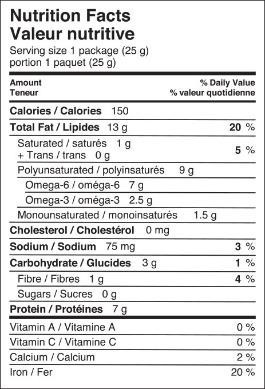 Nutrition Facts
Valeur nutritive
Serving size 1 package (25 g)
portion 1 paquet (25 g)
Amount % Daily Value
Teneur % valeur quotidienne
Calories / Calories 150
Total Fat / Lipides 13 g 20 %
Saturated / saturés 1 g
+ Trans / trans 0 g 5 %
Polyunsaturated / polyinsaturés 9 g
Omega-6 / oméga-6 7 g
Omega-3 / oméga-3 2.5 g
Monounsaturated / monoinsaturés 1.5 g
Cholesterol / Cholestérol 0 mg
Sodium / Sodium 75 mg 3 %
Carbohydrate / Glucides 3 g 1 %
Fibre / Fibres 1 g 4 %
Sugars / Sucres 0 g
Protein / Protéines 7 g
Vitamin A / Vitamine A 0 %
Vitamin C / Vitamine C 0 %
Calcium / Calcium 2 %
Iron / Fer 20 %